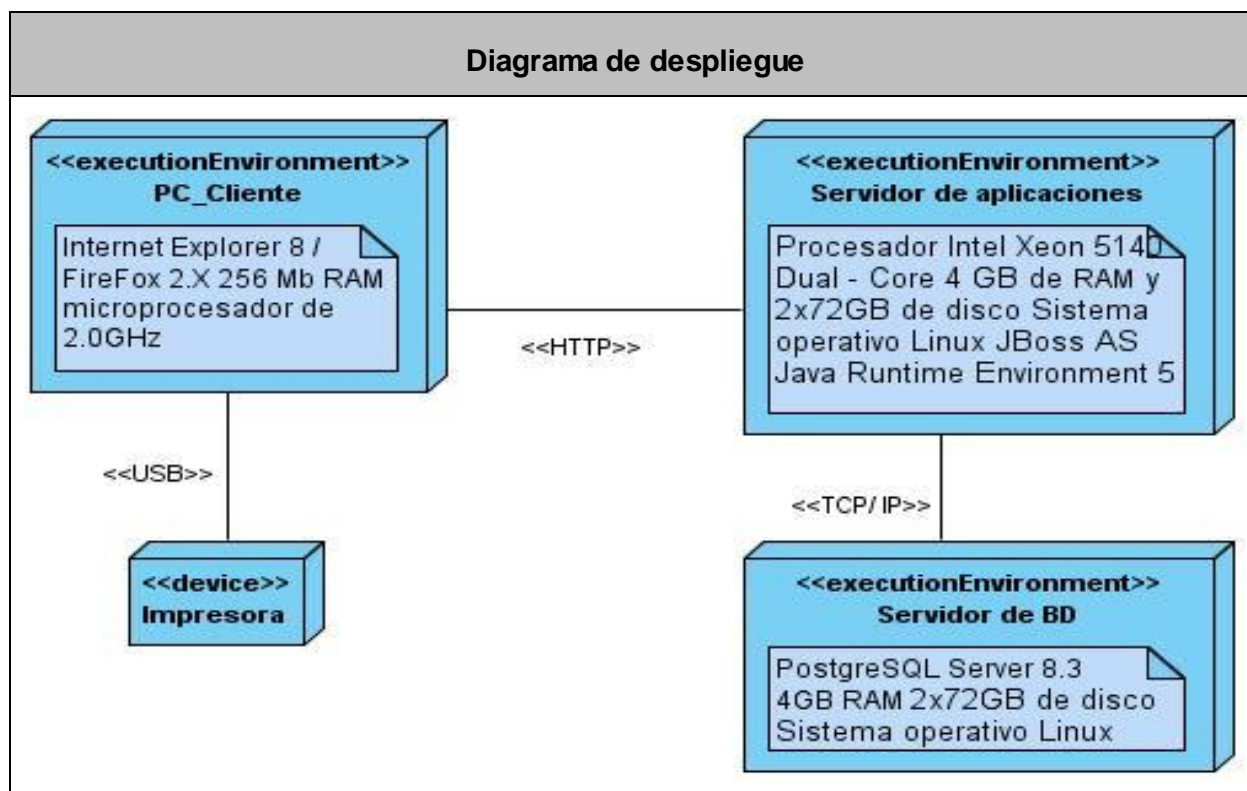 Diagrama de despliegue
<<executionEnvironment>>
PC_Cliente
Internet Explorer 8 /
FireFox 2.X 256 Mb RAM
microprocesador de
2.0GHz
<<HTTP>>
<<executionEnvironment>>
Servidor de aplicaciones
Procesador Intel Xeon 5140
Dual - Core 4 GB de RAM y
2x72GB de disco Sistema
operativo Linux JBoss AS
Java Runtime Environment 5
<<USB>>
<<device>>
Impresora
<<TCP/ IP>>
<<executionEnvironment>>
Servidor de BD
PostgreSQL Server 8.3
4GB RAM 2x72GB de disco
Sistema operativo Linux